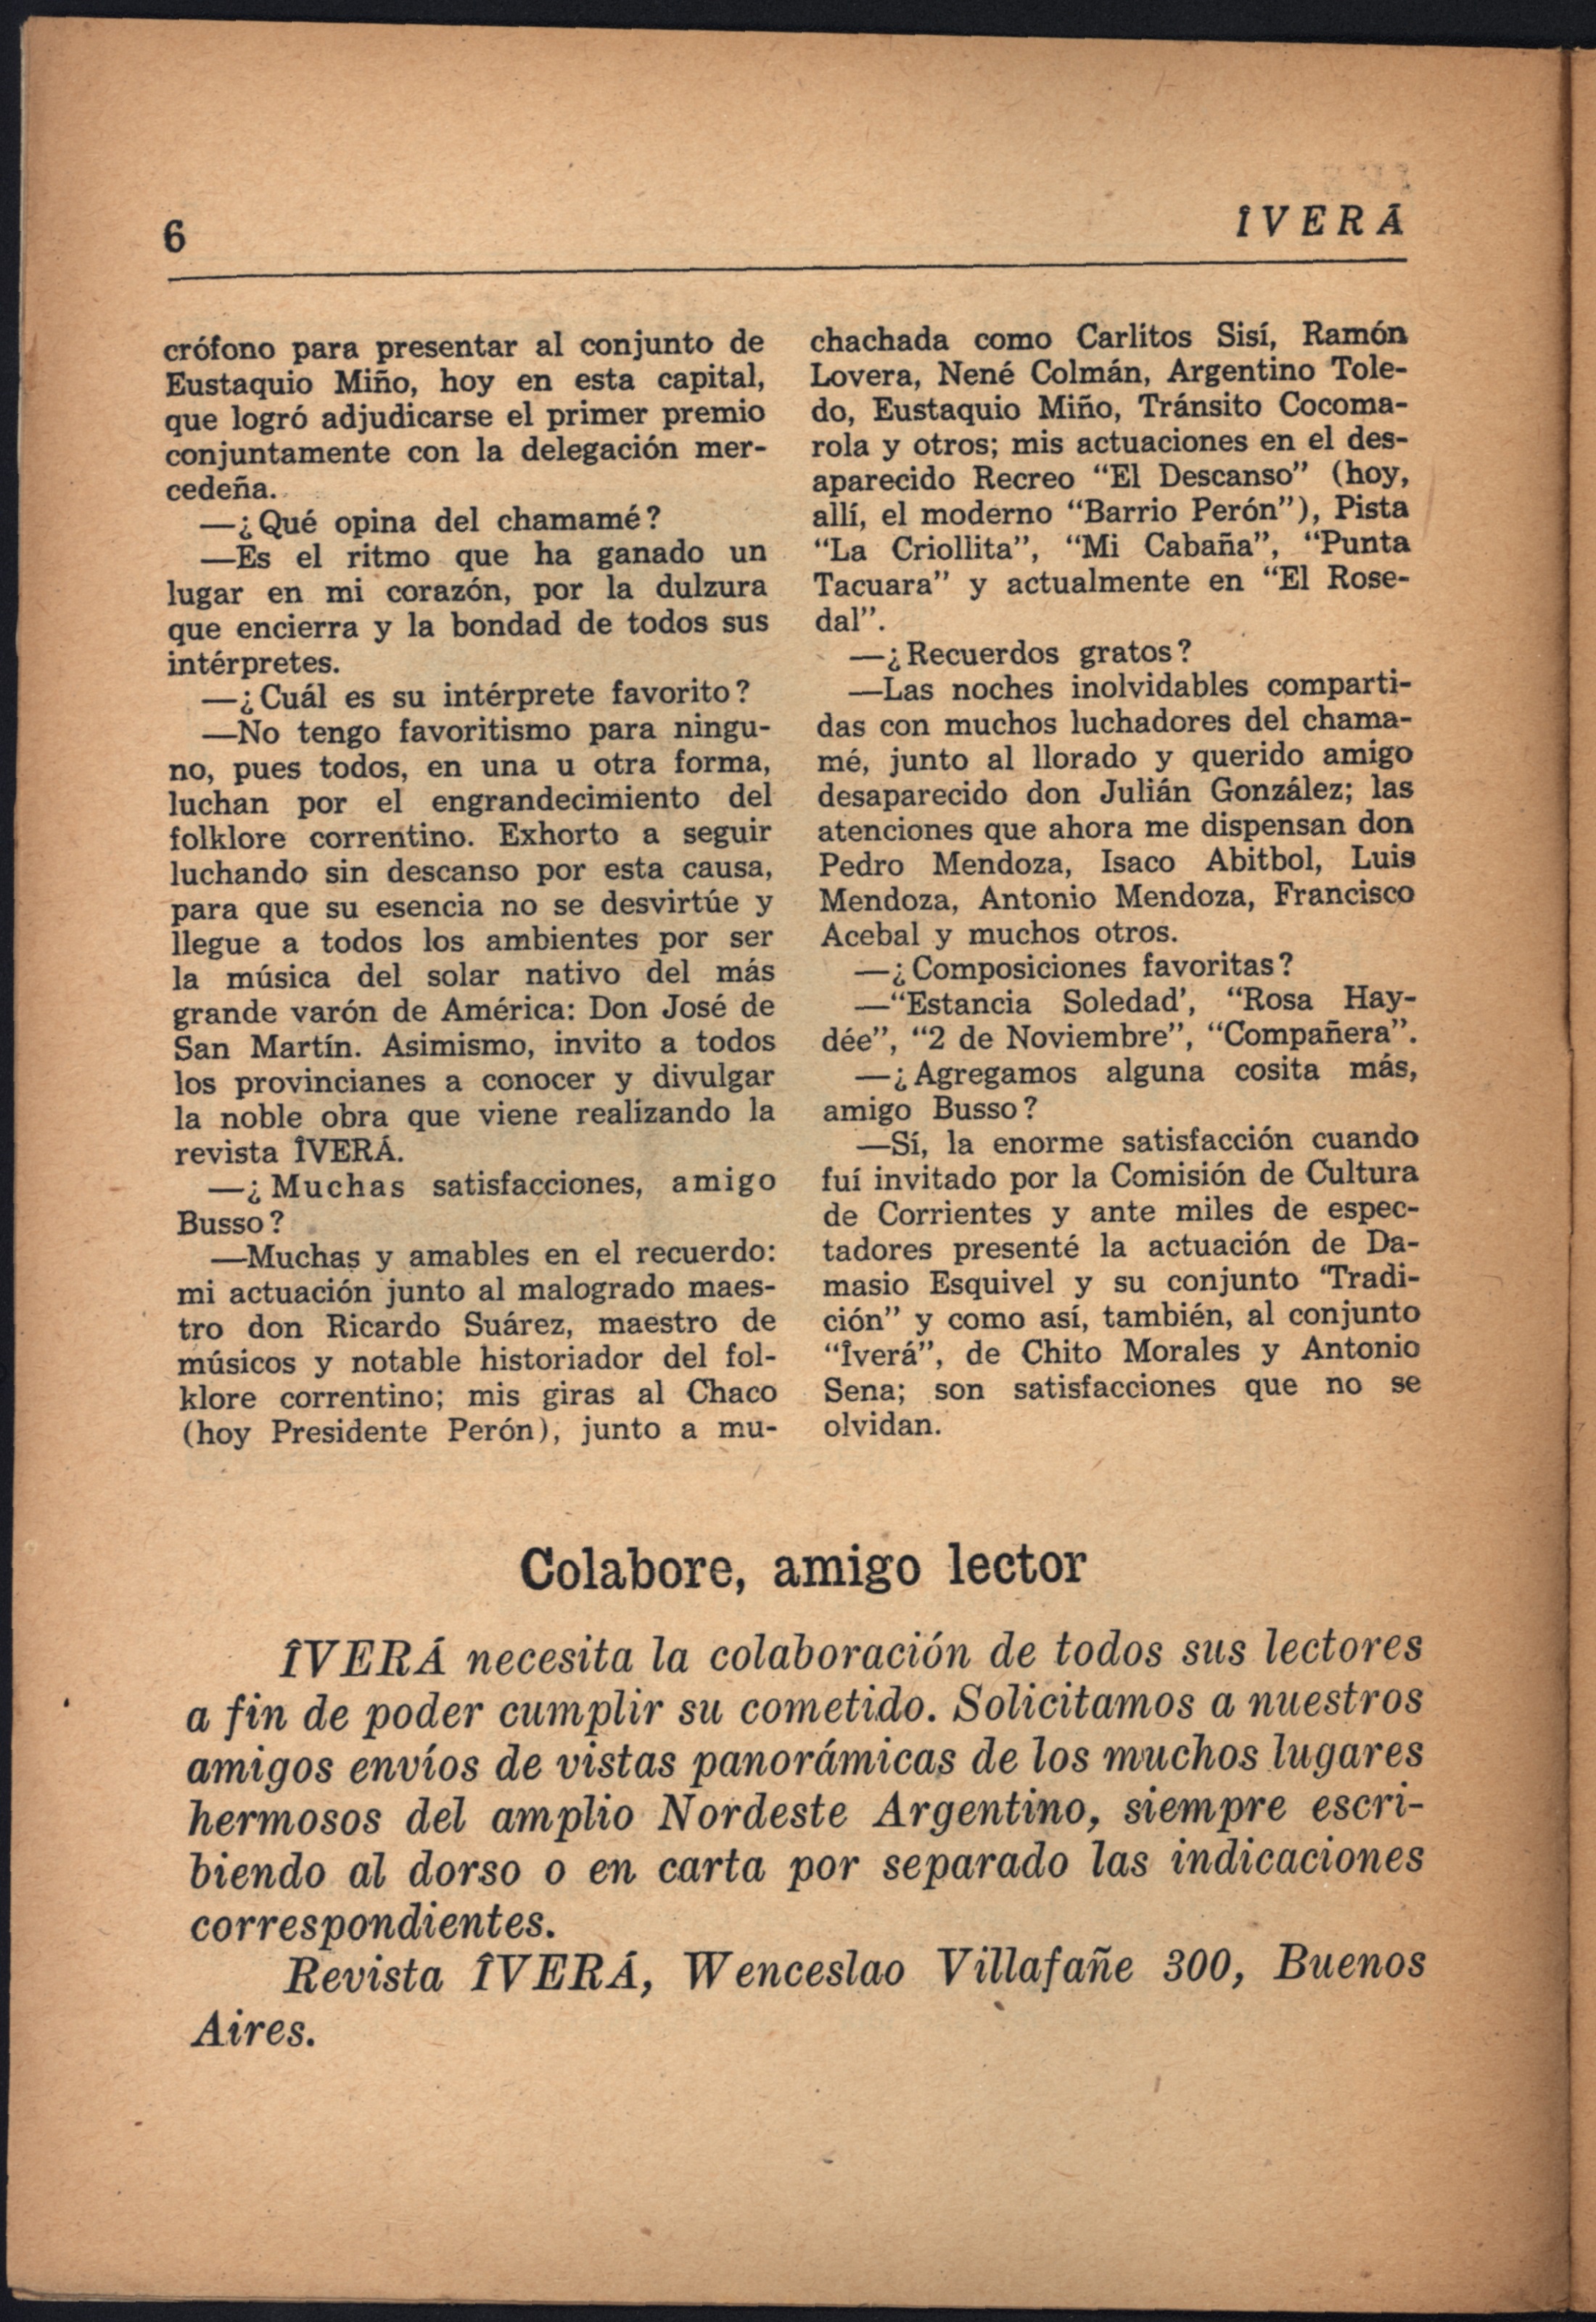 6
ÎVERÁ
crófono para presentar al conjunto de
Eustaquio Miño, hoy en esta capital,
que logró adjudicarse el primer premio
conjuntamente con la delegación mer-
cedeña.
—¿Qué opina del chamamé?
—Es el ritmo que ha ganado un
lugar en mi corazón, por la dulzura
que encierra y la bondad de todos sus
intérpretes.
—¿Cuál es su intérprete favorito?
—No tengo favoritismo para ningu-
no, pues todos, en una u otra forma,
luchan por el engrandecimiento del
folklore correntino. Exhorto a seguir
luchando sin descanso por esta causa,
para que su esencia no se desvirtúe y
llegue a todos los ambientes por ser
la música del solar nativo del más
grande varón de América: Don José de
San Martín. Asimismo, invito a todos
los provincianes a conocer y divulgar
la noble obra que viene realizando la
revista ÎVERÁ.
—¿Muchas satisfacciones, amigo
Busso?
—Muchas y amables en el recuerdo:
mi actuación junto al malogrado maes-
tro don Ricardo Suárez, maestro de
músicos y notable historiador del fol-
klore correntino; mis giras al Chaco
(hoy Presidente Perón), junto a mu-
chachada como Carlitos Sisí, Ramón
Lovera, Nené Colmán, Argentino Tole-
do, Eustaquio Miño, Tránsito Cocoma-
rola y otros; mis actuaciones en el des-
aparecido Recreo “El Descanso” (hoy,
allí, el moderno “Barrio Perón”), Pista
“La Criollita”, “Mi Cabaña”, “Punta
Tacuara” y actualmente en “El Rose-
dal”.
—¿Recuerdos gratos?
—Las noches inolvidables comparti-
das con muchos luchadores del chama-
mé, junto al llorado y querido amigo
desaparecido don Julián González; las
atenciones que ahora me dispensan don
Pedro Mendoza, Isaco Abitbol, Luis
Mendoza, Antonio Mendoza, Francisco
Acebal y muchos otros.
—¿Composiciones favoritas?
—“Estancia Soledad’, “Rosa Hay-
dée”, “2 de Noviembre”, “Compañera”.
—¿Agregamos alguna cosita más,
amigo Busso?
—Sí, la enorme satisfacción cuando
fuí invitado por la Comisión de Cultura
de Corrientes y ante miles de espec-
tadores presenté la actuación de Da-
masio Esquivel y su conjunto ‘Tradi-
ción” y como así, también, al conjunto
“Îverá”, de Chito Morales y Antonio
Sena; son satisfacciones que no se
olvidan.
Colabore, amigo lector
ÎVERÁ necesita la colaboración de todos sus lectores
a fin de poder cumplir su cometido. Solicitamos a nuestros
amigos envíos de vistas panorámicas de los muchos lugares
hermosos del amplio Nordeste Argentino, siempre escri-
biendo al dorso o en carta por separado las indicaciones
correspondientes.
Revista ÎVERÁ, Wenceslao Villafañe 300, Buenos
Aires.